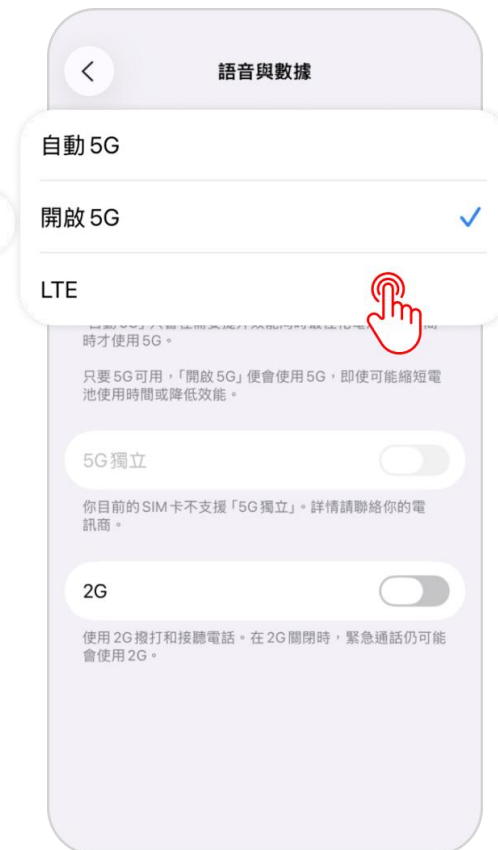 語音與數據
自動 5G
開啟 5G
LTE
時才使用 5G。
只要 5G 可用，「開啟 5G」便會使用 5G，即使可能縮短電
池使用時間或降低效能。
5G 獨立
你目前的 SIM 卡不支援「5G 獨立」。詳情請聯絡你的電
訊商。
2G
使用 2G 撥打和接聽電話。在 2G 關閉時，緊急通話仍可能
會使用 2G。